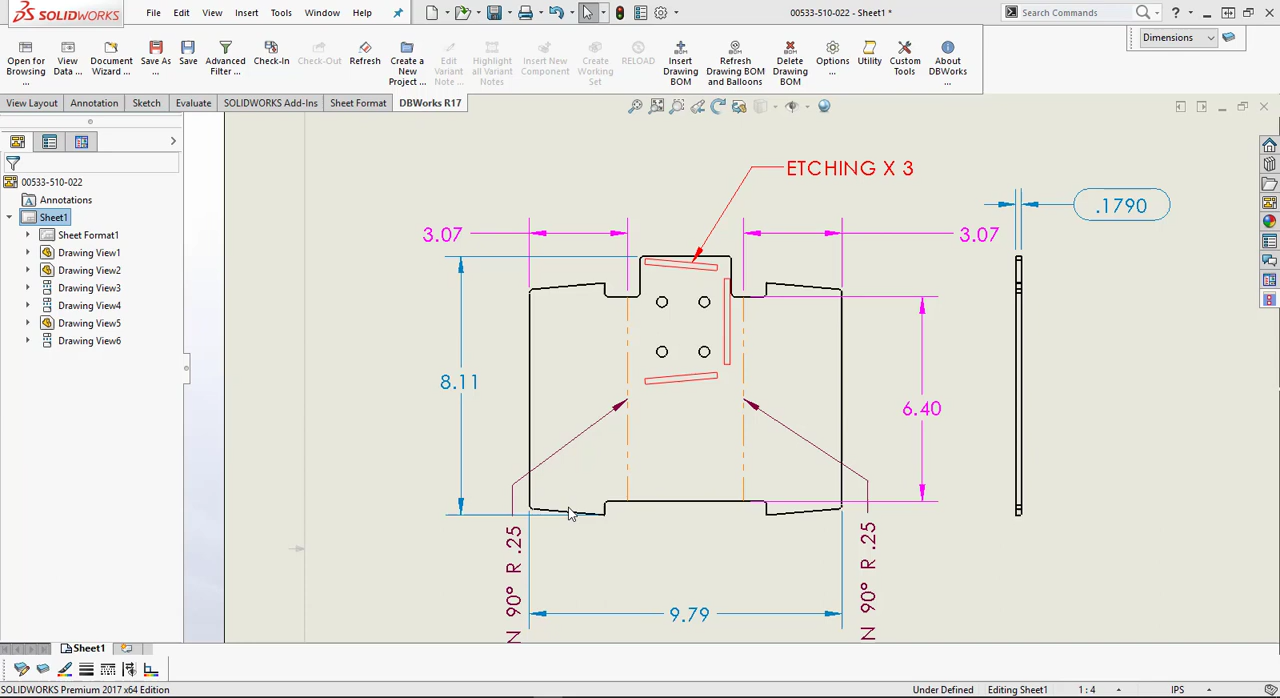 SOLIDWORKS File Edit View Insert Tools Window Help 00533-510-022 - Sheet1 * Search Commands ?
Dimensions
Open for Browsing ...
View Data ...
Document Wizard ...
Save As ...
Save
Advanced Filter ...
Check-In
Check-Out
Refresh
Create a New Project ...
Edit Variant Note ...
Highlight all Variant Notes
Insert New Component
Create Working Set
RELOAD
Insert Drawing BOM
Refresh Drawing BOM and Balloons
Delete Drawing BOM
Options ...
Utility
Custom Tools
About DBWorks ...
View Layout Annotation Sketch Evaluate SOLIDWORKS Add-Ins Sheet Format DBWorks R17
00533-510-022
Annotations
Sheet1
Sheet Format1
Drawing View1
Drawing View2
Drawing View3
Drawing View4
Drawing View5
Drawing View6
ETCHING X 3
.1790
3.07 3.07
8.11
6.40
N 90° R .25
N 90° R .25
9.79
Sheet1
SOLIDWORKS Premium 2017 x64 Edition Under Defined Editing Sheet1 1 : 4 IPS